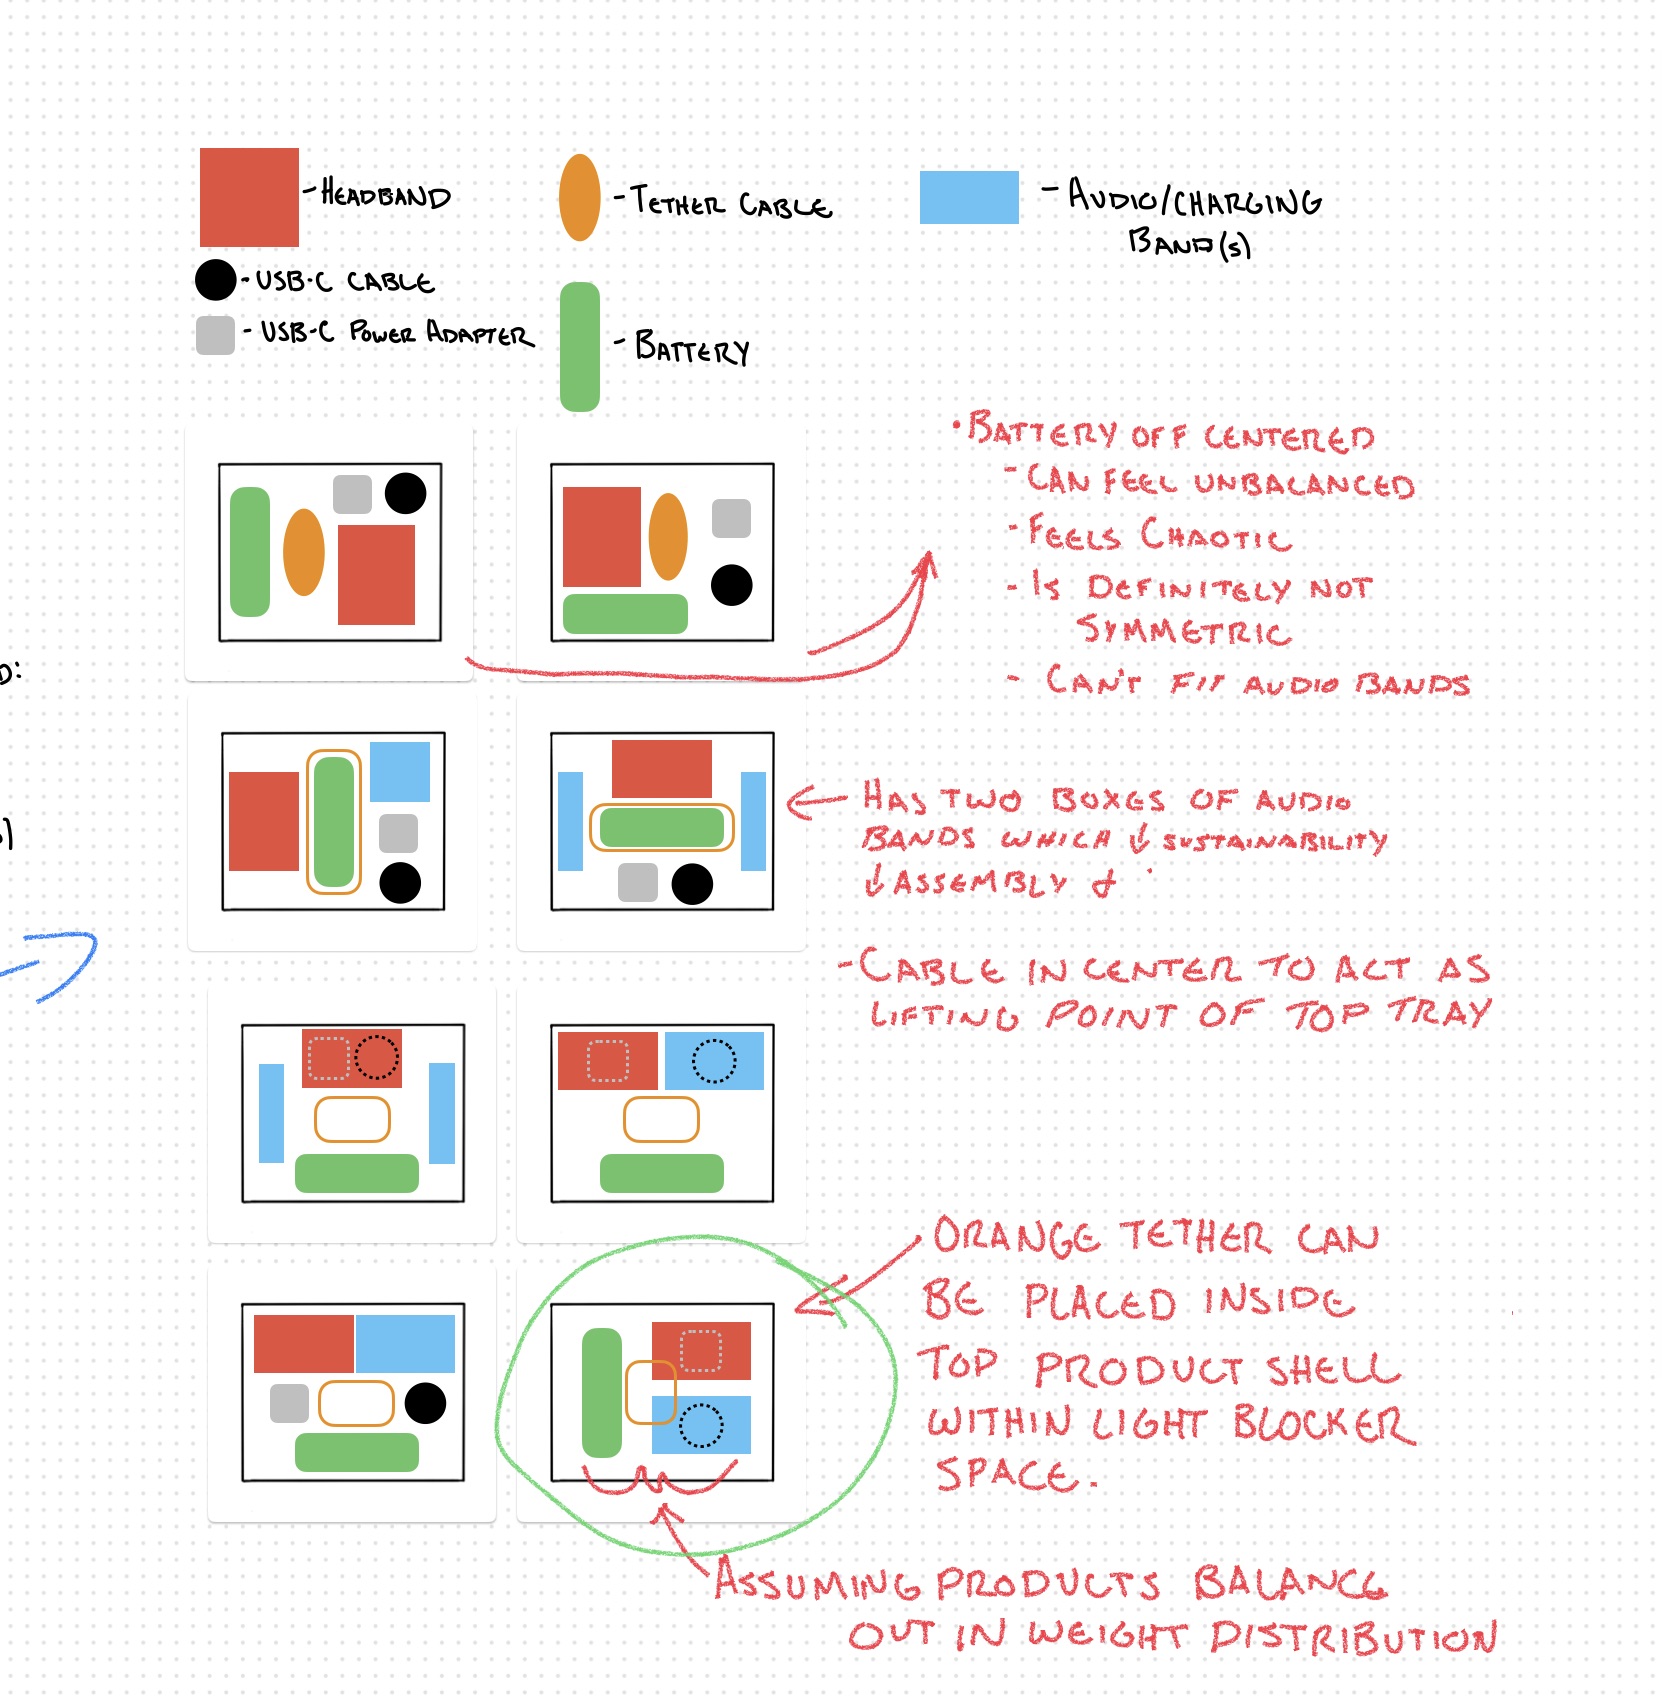 - HEADBAND
- TETHER CABLE
- AUDIO/CHARGING
BAND(S)
- USB-C CABLE
- USB-C POWER ADAPTER
- BATTERY
• BATTERY OFF CENTERED
- CAN FEEL UNBALANCED
- FEELS CHAOTIC
- IS DEFINITELY NOT
SYMMETRIC
- CAN'T FIT AUDIO BANDS
D:
S)
HAS TWO BOXES OF AUDIO
BANDS WHICH ↓ SUSTAINABILITY
↓ ASSEMBLY &
- CABLE IN CENTER TO ACT AS
LIFTING POINT OF TOP TRAY
ORANGE TETHER CAN
BE PLACED INSIDE
TOP PRODUCT SHELL
WITHIN LIGHT BLOCKER
SPACE.
ASSUMING PRODUCTS BALANCE
OUT IN WEIGHT DISTRIBUTION